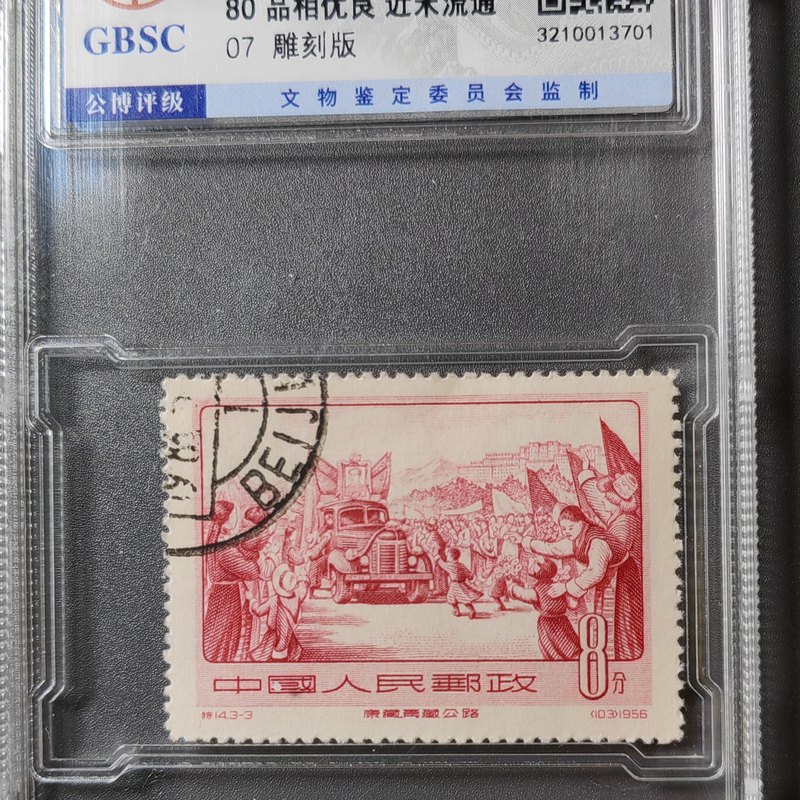 80 品相优良 近未流通
GBSC
07 雕刻版
3210013701
公博评级
文物鉴定委员会监制
BEIJI
中國人民郵政
8分
特14.3-3
康藏青藏公路
(103)1956